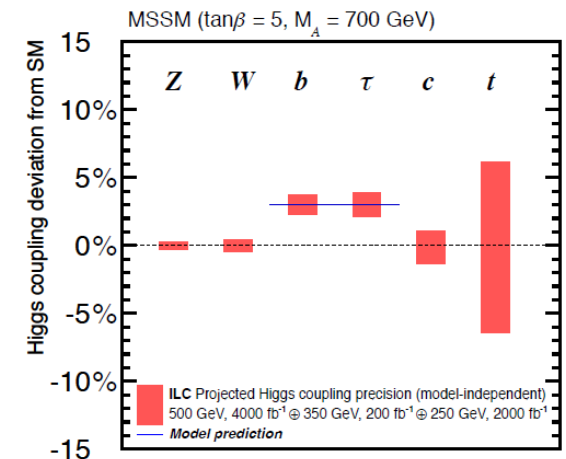 MSSM (tanβ = 5, M_A = 700 GeV)
Higgs coupling deviation from SM
15
10%
5%
0%
-5%
-10%
-15
Z W b τ c t
ILC Projected Higgs coupling precision (model-independent)
500 GeV, 4000 fb⁻¹ ⊕ 350 GeV, 200 fb⁻¹ ⊕ 250 GeV, 2000 fb⁻¹
Model prediction